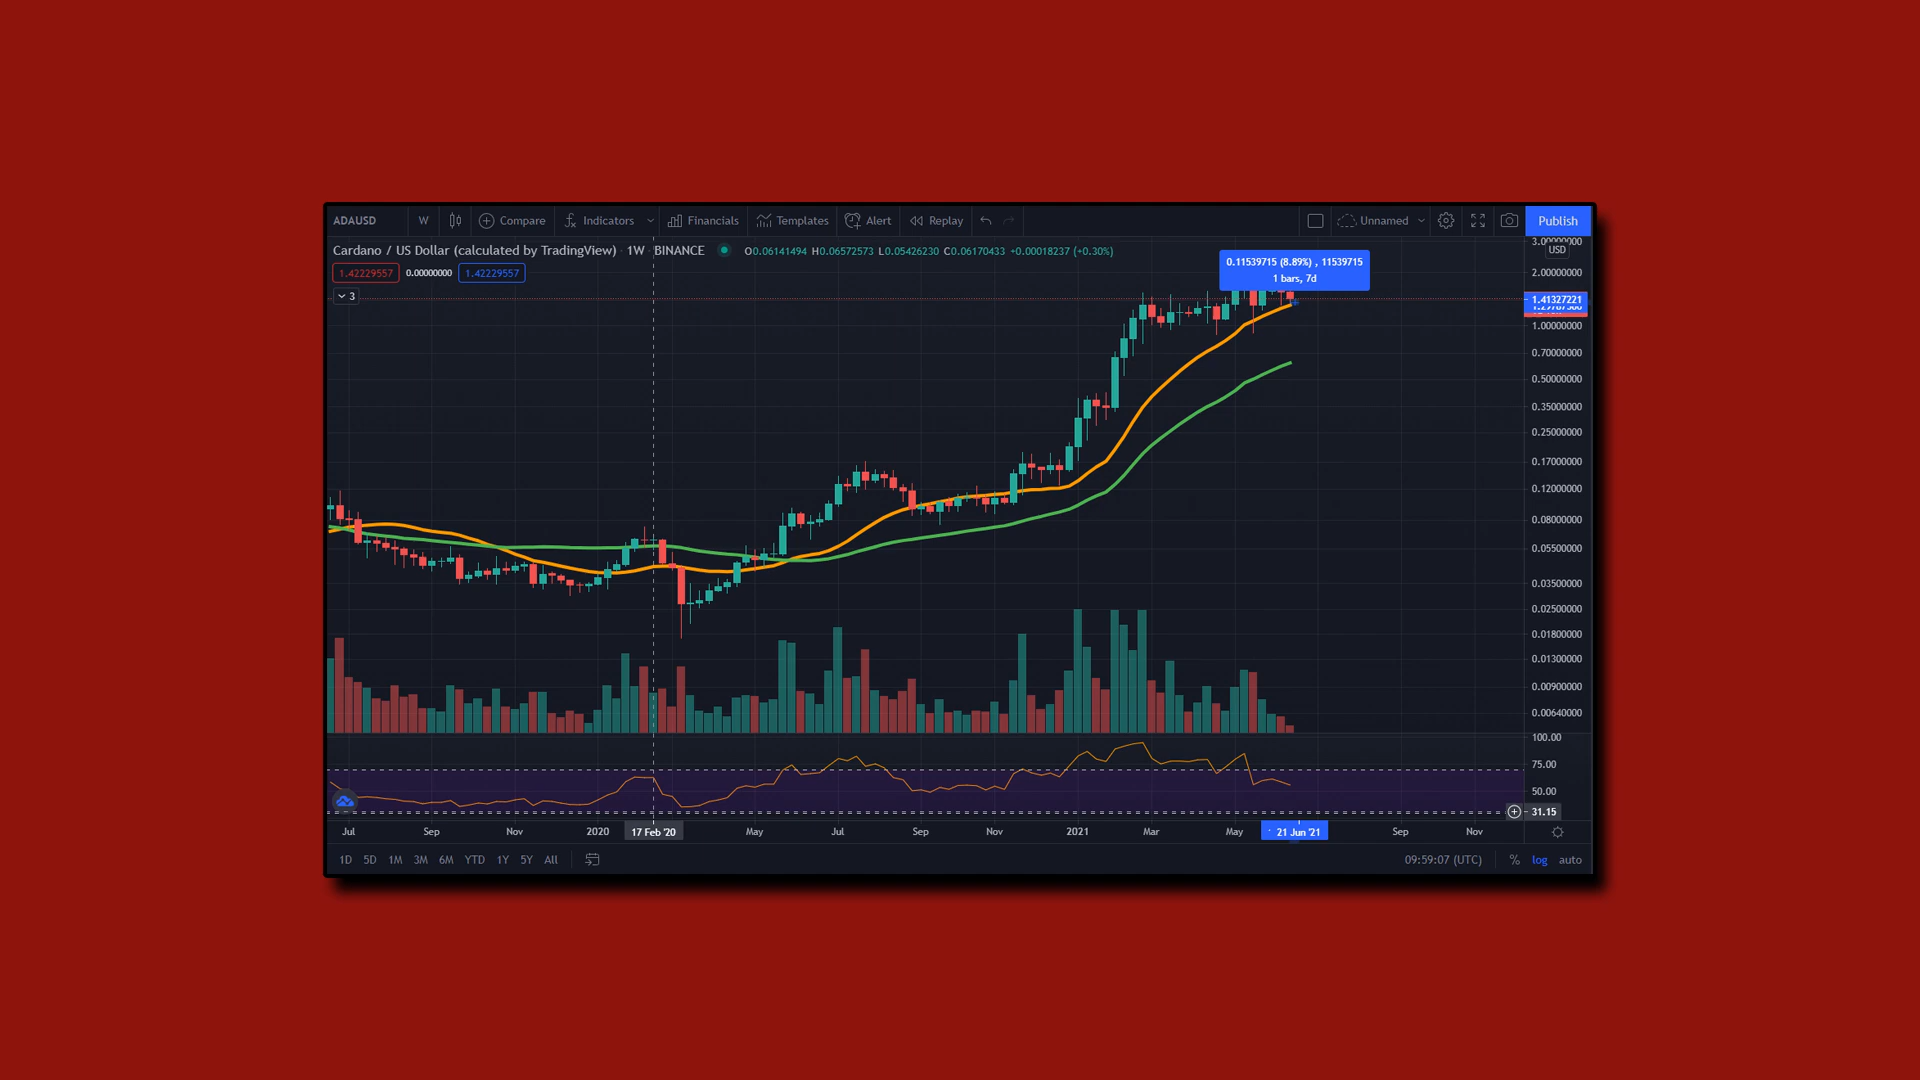 ADAUSD W Compare Indicators Financials Templates Alert Replay Unnamed Publish
Cardano / US Dollar (calculated by TradingView) 1W BINANCE O0.06141494 H0.06572573 L0.05426230 C0.06170433 +0.00018237 (+0.30%)
1.42229557 0.00000000 1.42229557
3
0.11539715 (8.89%) , 11539715
1 bars, 7d
3.00000000
USD
2.00000000
1.41327221
1.00000000
0.70000000
0.50000000
0.35000000
0.25000000
0.17000000
0.12000000
0.08000000
0.05500000
0.03500000
0.02500000
0.01800000
0.01300000
0.00900000
0.00640000
100.00
75.00
50.00
31.15
Jul Sep Nov 2020 17 Feb '20 May Jul Sep Nov 2021 Mar May 21 Jun '21 Sep Nov
1D 5D 1M 3M 6M YTD 1Y 5Y All 09:59:07 (UTC) % log auto